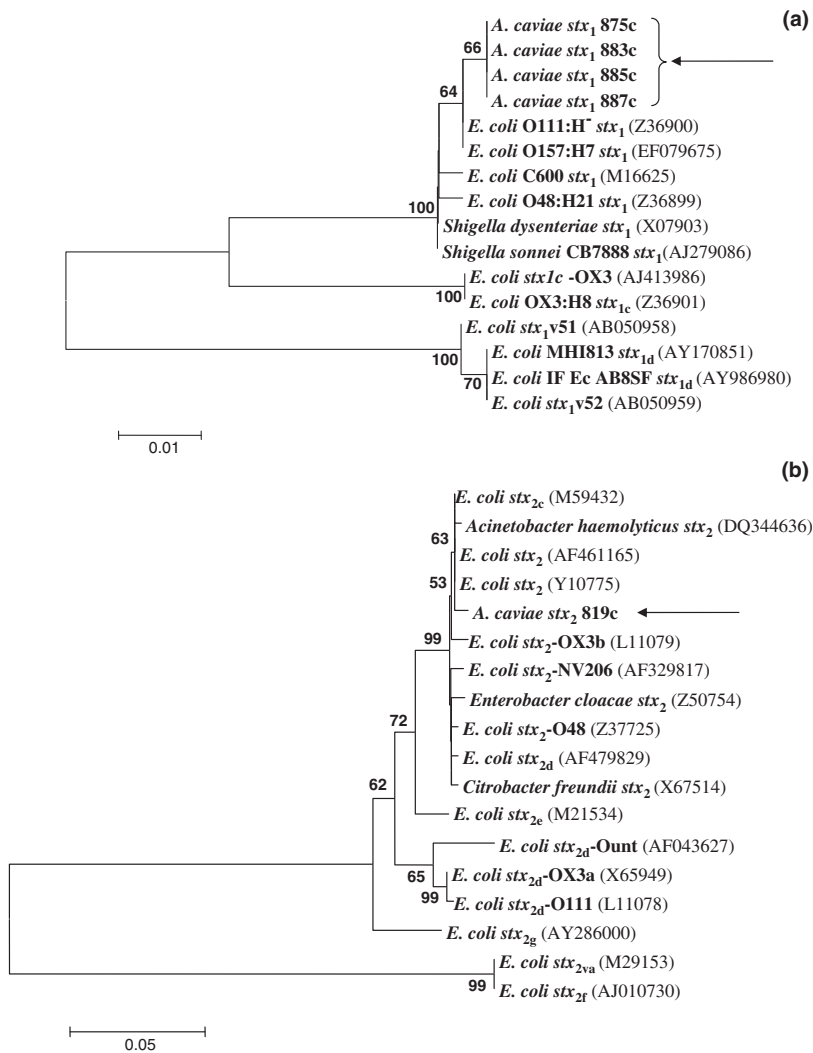 (a)
A. caviae stx1 875c
66
A. caviae stx1 883c
A. caviae stx1 885c
64
A. caviae stx1 887c
E. coli O111:H- stx1 (Z36900)
E. coli O157:H7 stx1 (EF079675)
E. coli C600 stx1 (M16625)
E. coli O48:H21 stx1 (Z36899)
100
Shigella dysenteriae stx1 (X07903)
Shigella sonnei CB7888 stx1(AJ279086)
E. coli stx1c -OX3 (AJ413986)
100
E. coli OX3:H8 stx1c (Z36901)
E. coli stx1v51 (AB050958)
100
E. coli MHI813 stx1d (AY170851)
70
E. coli IF Ec AB8SF stx1d (AY986980)
E. coli stx1v52 (AB050959)
0.01
(b)
E. coli stx2c (M59432)
Acinetobacter haemolyticus stx2 (DQ344636)
63
E. coli stx2 (AF461165)
53
E. coli stx2 (Y10775)
A. caviae stx2 819c
99
E. coli stx2-OX3b (L11079)
E. coli stx2-NV206 (AF329817)
Enterobacter cloacae stx2 (Z50754)
72
E. coli stx2-O48 (Z37725)
E. coli stx2d (AF479829)
62
Citrobacter freundii stx2 (X67514)
E. coli stx2e (M21534)
E. coli stx2d-Ount (AF043627)
65
E. coli stx2d-OX3a (X65949)
99
E. coli stx2d-O111 (L11078)
E. coli stx2g (AY286000)
E. coli stx2va (M29153)
99
E. coli stx2f (AJ010730)
0.05